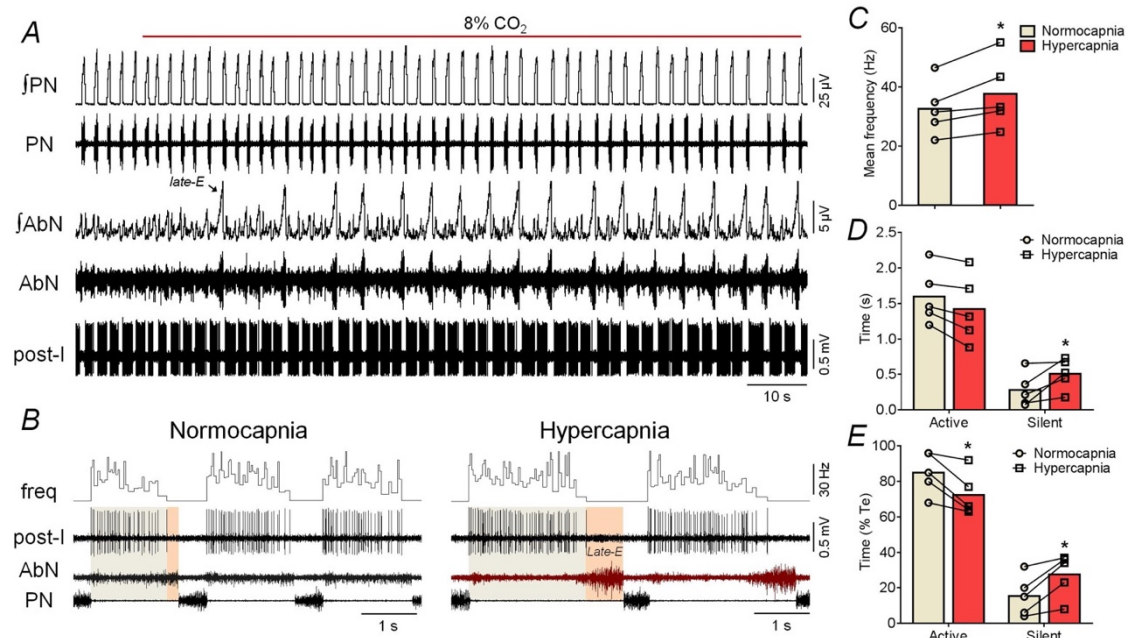 A
8% CO2
∫PN
25 µV
PN
late-E
∫AbN
5 µV
AbN
post-I
0.5 mV
10 s
B
Normocapnia
Hypercapnia
freq
30 Hz
post-I
0.5 mV
Late-E
AbN
PN
1 s
1 s
C
Mean frequency (Hz)
60
40
20
0
*
Normocapnia
Hypercapnia
D
Time (s)
2.5
2.0
1.5
1.0
0.5
0.0
Normocapnia
Hypercapnia
*
Active
Silent
E
Time (% Te)
100
80
60
40
20
0
Normocapnia
Hypercapnia
*
*
Active
Silent